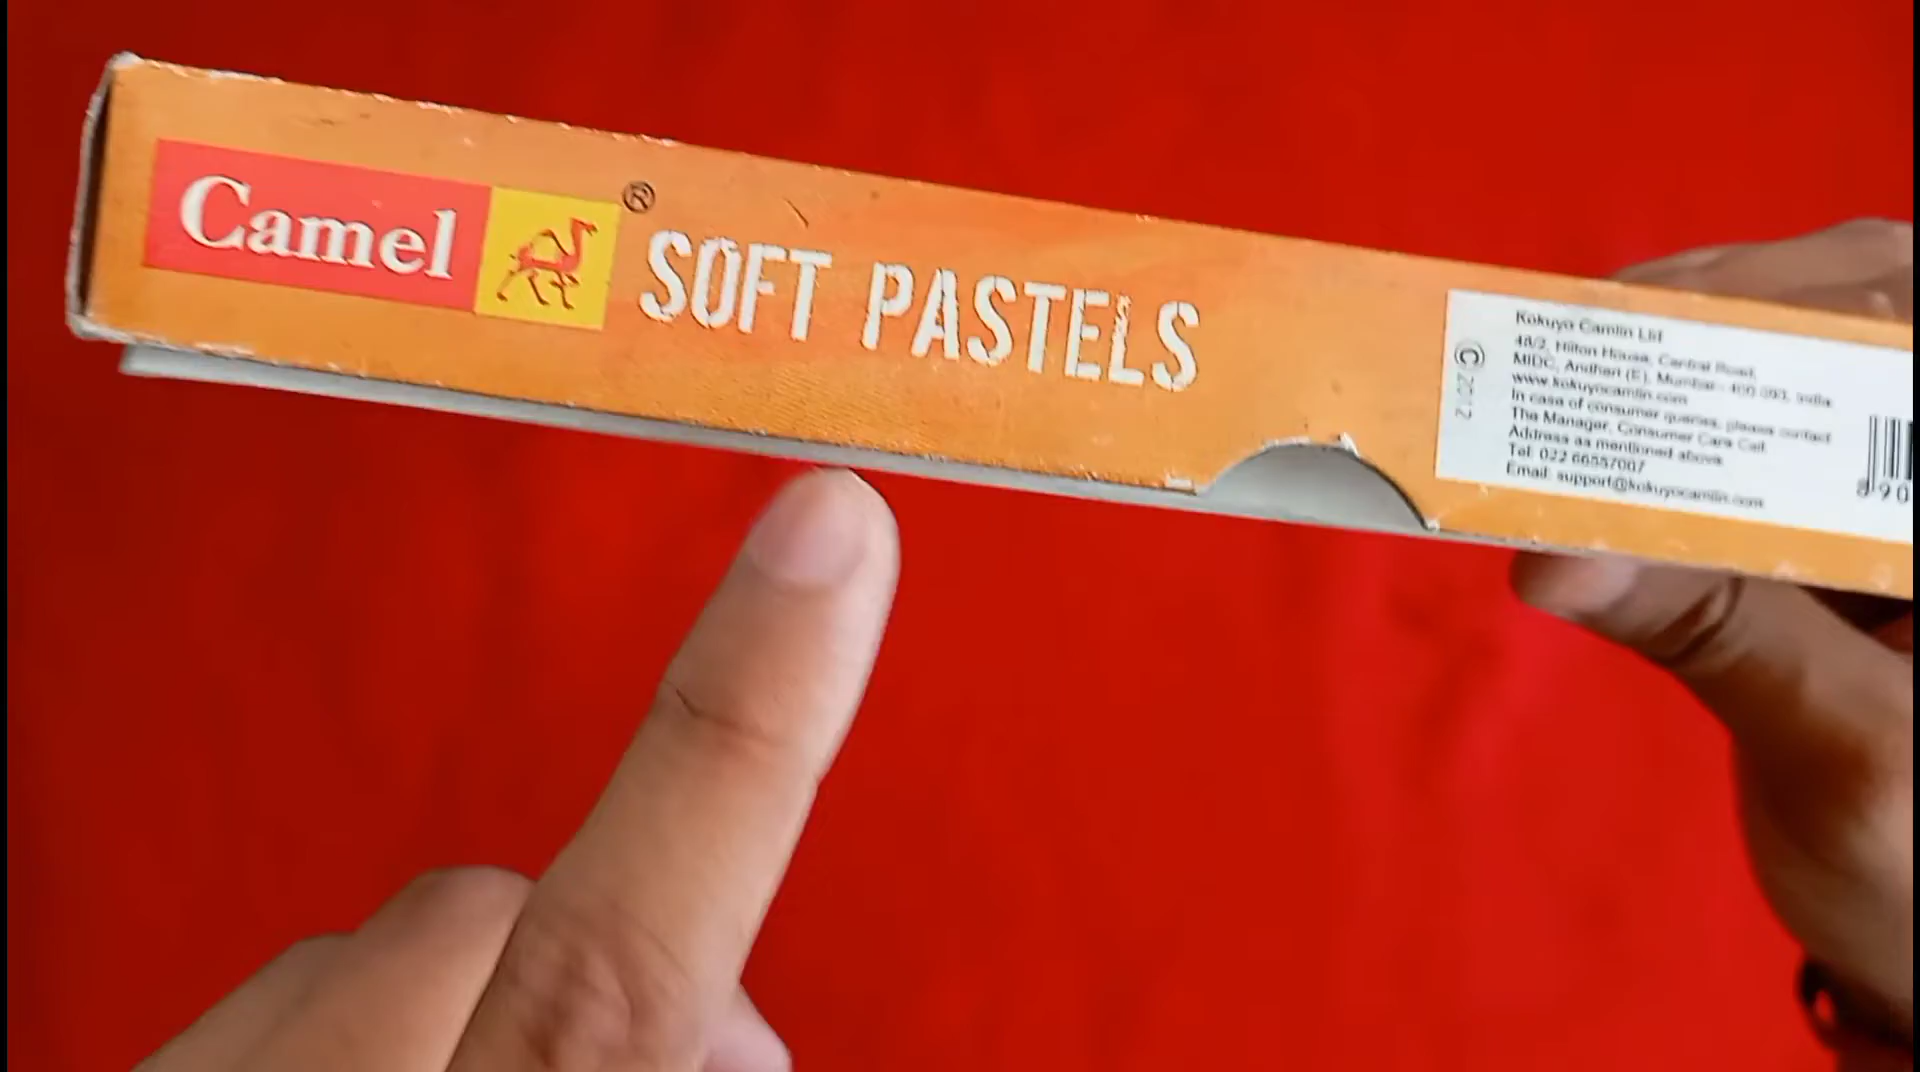 Camel
®
SOFT PASTELS
© 2012
Kokuyo Camlin Ltd
48/2, Hilton House, Central Road,
MIDC, Andheri (E), Mumbai - 400 093, India
www.kokuyocamlin.com
In case of consumer queries, please contact
The Manager, Consumer Care Cell
Address as mentioned above
Tel: 022 66557007
Email: support@kokuyocamlin.com
890